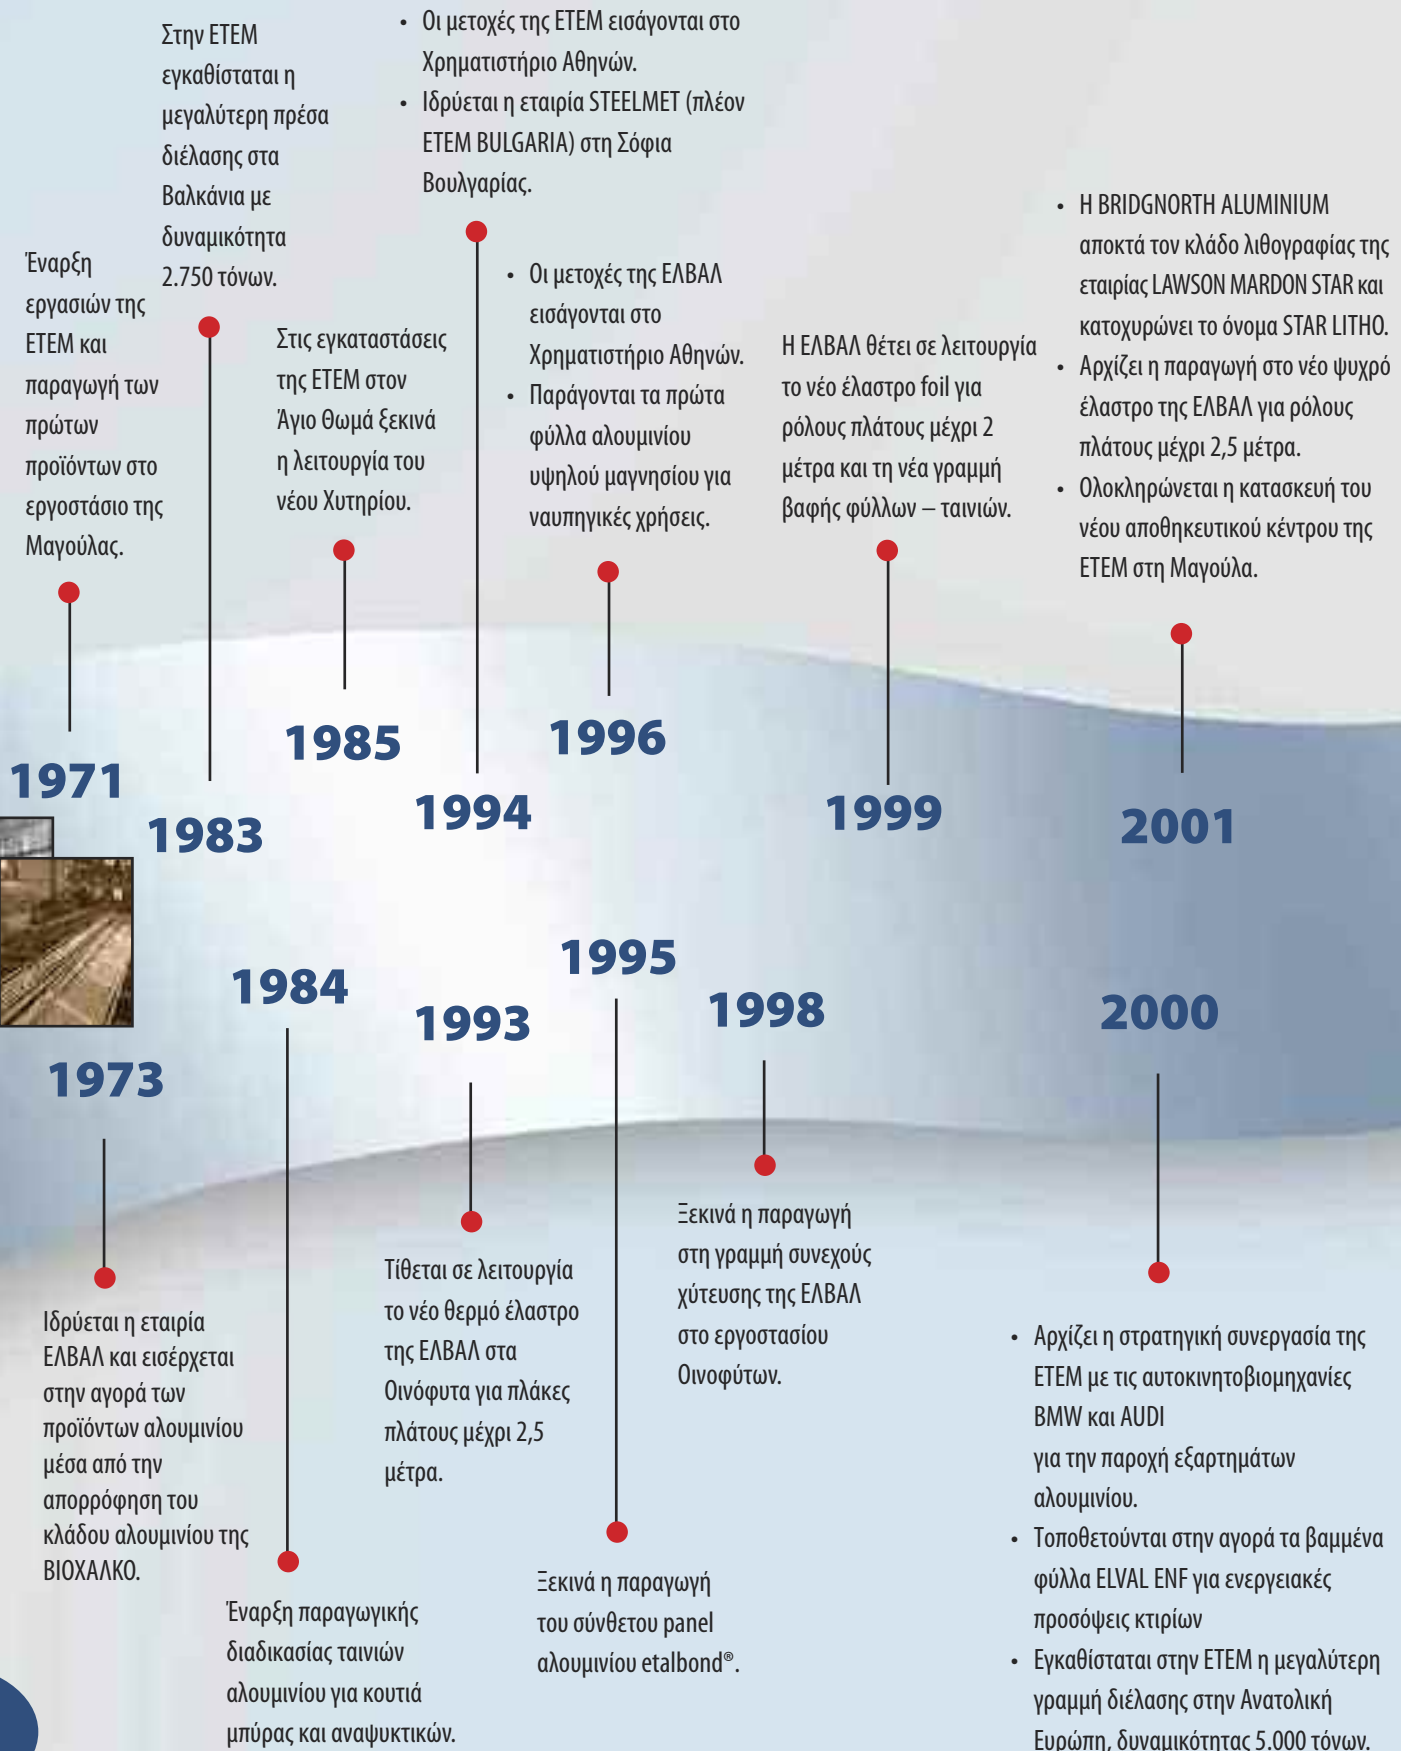 Έναρξη
εργασιών της
ΕΤΕΜ και
παραγωγή των
πρώτων
προϊόντων στο
εργοστάσιο της
Μαγούλας.
1971
Ιδρύεται η εταιρία
ΕΛΒΑΛ και εισέρχεται
στην αγορά των
προϊόντων αλουμινίου
μέσα από την
απορρόφηση του
κλάδου αλουμινίου της
ΒΙΟΧΑΛΚΟ.
1973
Στην ΕΤΕΜ
εγκαθίσταται η
μεγαλύτερη πρέσα
διέλασης στα
Βαλκάνια με
δυναμικότητα
2.750 τόνων.
1983
1984
Έναρξη παραγωγικής
διαδικασίας ταινιών
αλουμινίου για κουτιά
μπύρας και αναψυκτικών.
Στις εγκαταστάσεις
της ΕΤΕΜ στον
Άγιο Θωμά ξεκινά
η λειτουργία του
νέου Χυτηρίου.
1985
1993
Τίθεται σε λειτουργία
το νέο θερμό έλαστρο
της ΕΛΒΑΛ στα
Οινόφυτα για πλάκες
πλάτους μέχρι 2,5
μέτρα.
• Οι μετοχές της ΕΤΕΜ εισάγονται στο
Χρηματιστήριο Αθηνών.
• Ιδρύεται η εταιρία STEELMET (πλέον
ETEM BULGARIA) στη Σόφια
Βουλγαρίας.
1994
1995
Ξεκινά η παραγωγή
του σύνθετου panel
αλουμινίου etalbond®.
• Οι μετοχές της ΕΛΒΑΛ
εισάγονται στο
Χρηματιστήριο Αθηνών.
• Παράγονται τα πρώτα
φύλλα αλουμινίου
υψηλού μαγνησίου για
ναυπηγικές χρήσεις.
1996
1998
Ξεκινά η παραγωγή
στη γραμμή συνεχούς
χύτευσης της ΕΛΒΑΛ
στο εργοστασίου
Οινοφύτων.
Η ΕΛΒΑΛ θέτει σε λειτουργία
το νέο έλαστρο foil για
ρόλους πλάτους μέχρι 2
μέτρα και τη νέα γραμμή
βαφής φύλλων – ταινιών.
1999
2000
• Αρχίζει η στρατηγική συνεργασία της
ΕΤΕΜ με τις αυτοκινητοβιομηχανίες
BMW και AUDI
για την παροχή εξαρτημάτων
αλουμινίου.
• Τοποθετούνται στην αγορά τα βαμμένα
φύλλα ELVAL ENF για ενεργειακές
προσόψεις κτιρίων
• Εγκαθίσταται στην ΕΤΕΜ η μεγαλύτερη
γραμμή διέλασης στην Ανατολική
Ευρώπη, δυναμικότητας 5.000 τόνων.
• Η BRIDGNORTH ALUMINIUM
αποκτά τον κλάδο λιθογραφίας της
εταιρίας LAWSON MARDON STAR και
κατοχυρώνει το όνομα STAR LITHO.
• Αρχίζει η παραγωγή στο νέο ψυχρό
έλαστρο της ΕΛΒΑΛ για ρόλους
πλάτους μέχρι 2,5 μέτρα.
• Ολοκληρώνεται η κατασκευή του
νέου αποθηκευτικού κέντρου της
ΕΤΕΜ στη Μαγούλα.
2001